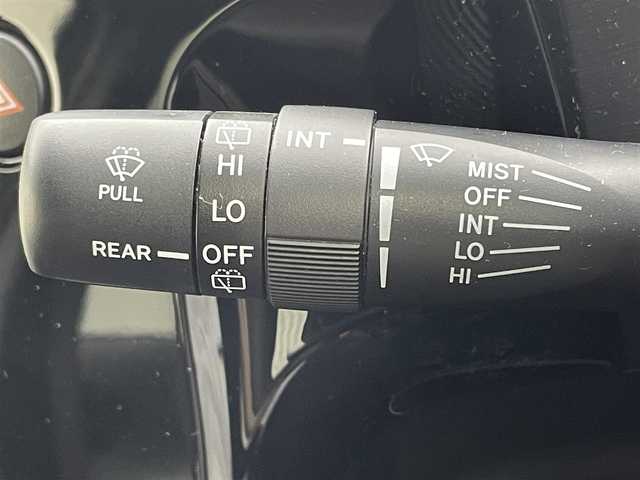 PULL
REAR
HI
LO
OFF
INT
MIST
OFF
INT
LO
HI